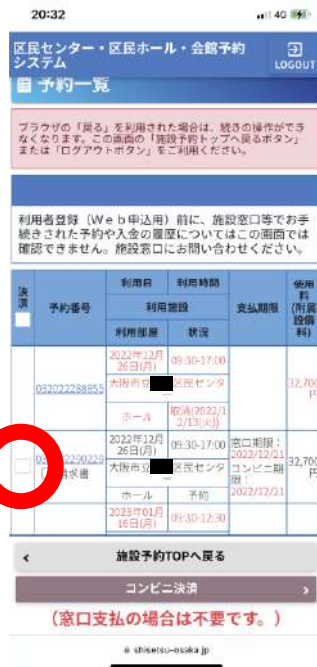 20:32
4G
区民センター・区民ホール・会館予約
システム
LOGOUT
予約一覧
ブラウザの「戻る」を利用された場合は、続きの操作ができ
なくなります。この画面の「施設予約トップへ戻るボタン」
または「ログアウトボタン」をご利用ください。
利用者登録（Ｗｅｂ申込用）前に、施設窓口等でお手
続きされた予約や入金の履歴についてはこの画面では
確認できません。施設窓口にお問い合わせください。
決済
予約番号
利用日
利用時間
利用施設
利用部屋
状況
支払期限
使用料
(付属設備料)
032022288855
2022年12月26日(月)
09:30-17:00
大阪市立
区民センタ
ー
ホール
取消(2022/12/13(火))
32,700円
2290229
請求書
2022年12月26日(月)
09:30-17:00
大阪市立
区民センタ
ー
ホール
予約
窓口期限：
2022/12/21
コンビニ期限：
2022/12/21
32,700円
2023年01月16日(月)
09:30-12:30
施設予約TOPへ戻る
コンビニ決済
(窓口支払の場合は不要です。)
shisetsu-osaka.jp